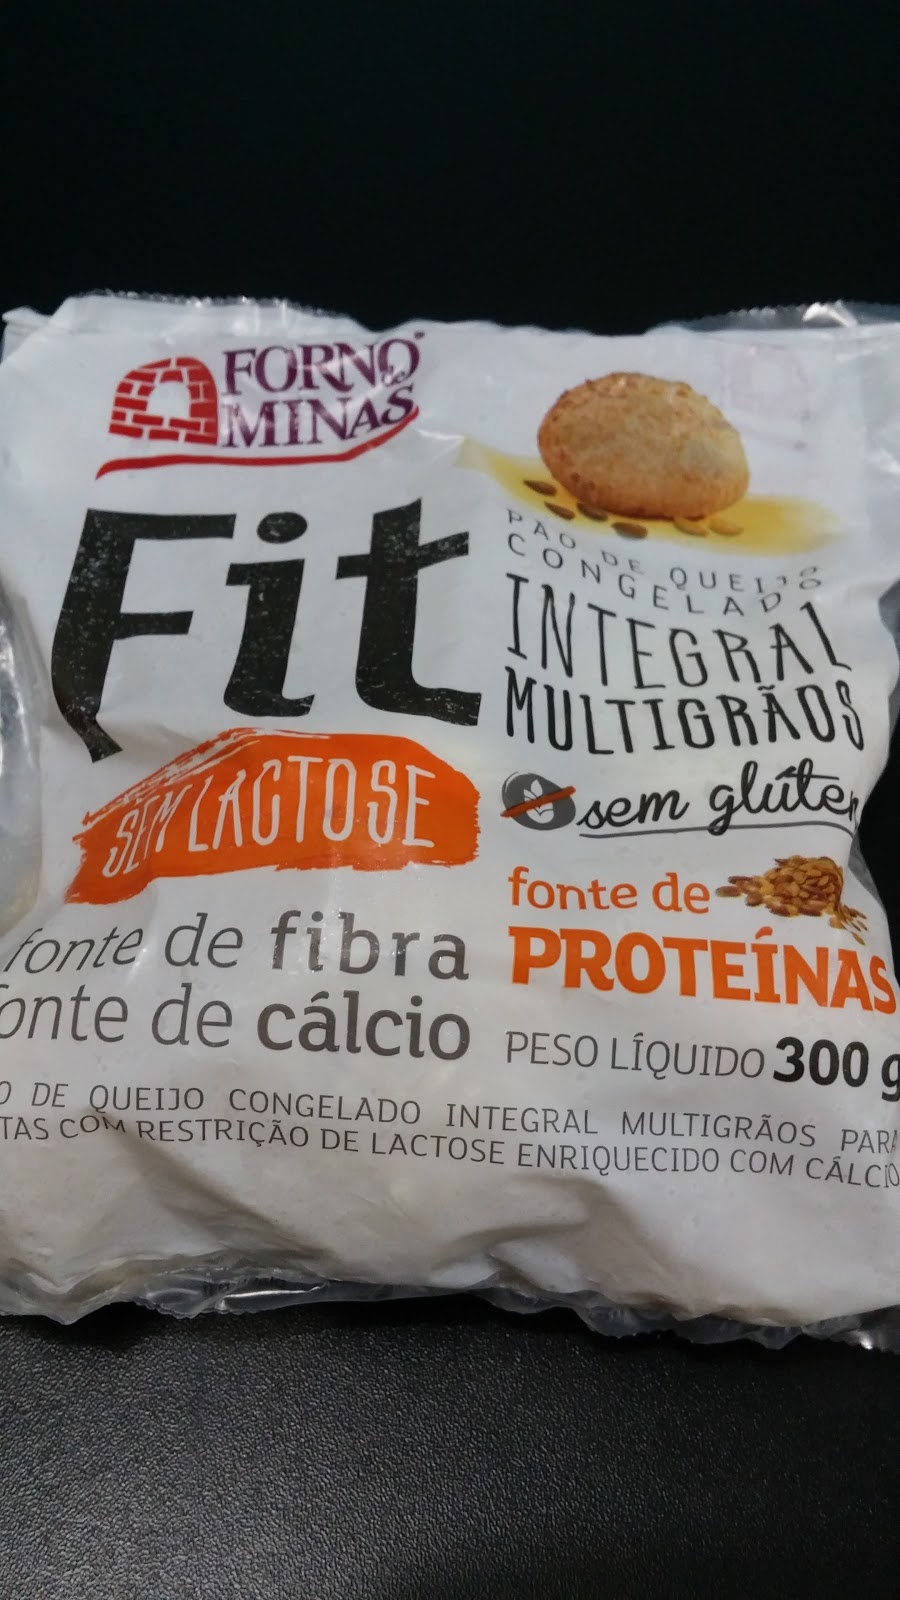 FORNO de
MINAS
Fit
SEM LACTOSE
fonte de fibra
fonte de cálcio
PÃO DE QUEIJO
CONGELADO
INTEGRAL
MULTIGRÃOS
sem glúten
fonte de
PROTEÍNAS
PESO LÍQUIDO 300 g
O DE QUEIJO CONGELADO INTEGRAL MULTIGRÃOS PARA
TAS COM RESTRIÇÃO DE LACTOSE ENRIQUECIDO COM CÁLCIO